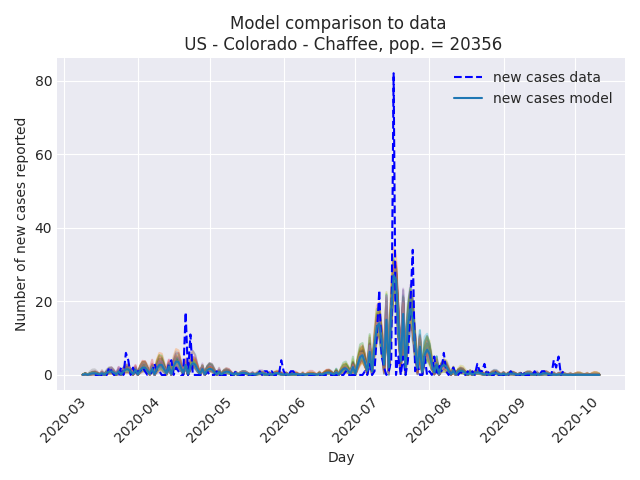 Model comparison to data
US - Colorado - Chaffee, pop. = 20356
new cases data
new cases model
Number of new cases reported
80
60
40
20
0
2020-03
2020-04
2020-05
2020-06
2020-07
2020-08
2020-09
2020-10
Day